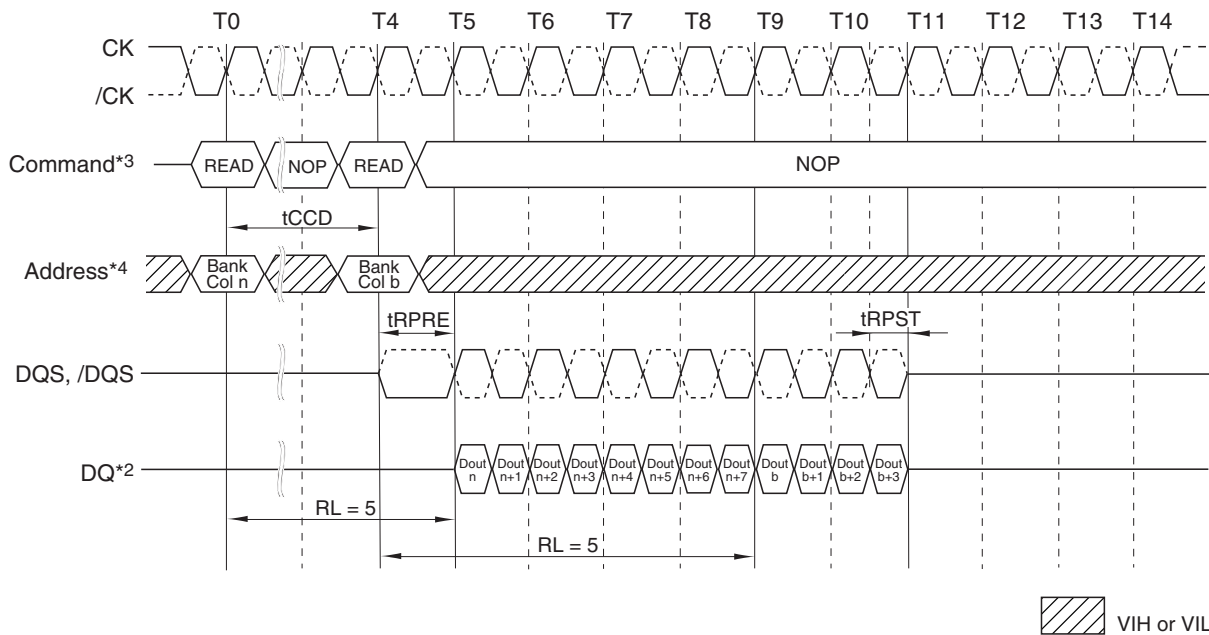 T0 T4 T5 T6 T7 T8 T9 T10 T11 T12 T13 T14
CK
/CK
Command*3
READ
NOP
READ
NOP
tCCD
Address*4
Bank
Col n
Bank
Col b
tRPRE
tRPST
DQS, /DQS
DQ*2
Dout
n
Dout
n+1
Dout
n+2
Dout
n+3
Dout
n+4
Dout
n+5
Dout
n+6
Dout
n+7
Dout
b
Dout
b+1
Dout
b+2
Dout
b+3
RL = 5
RL = 5
VIH or VIL